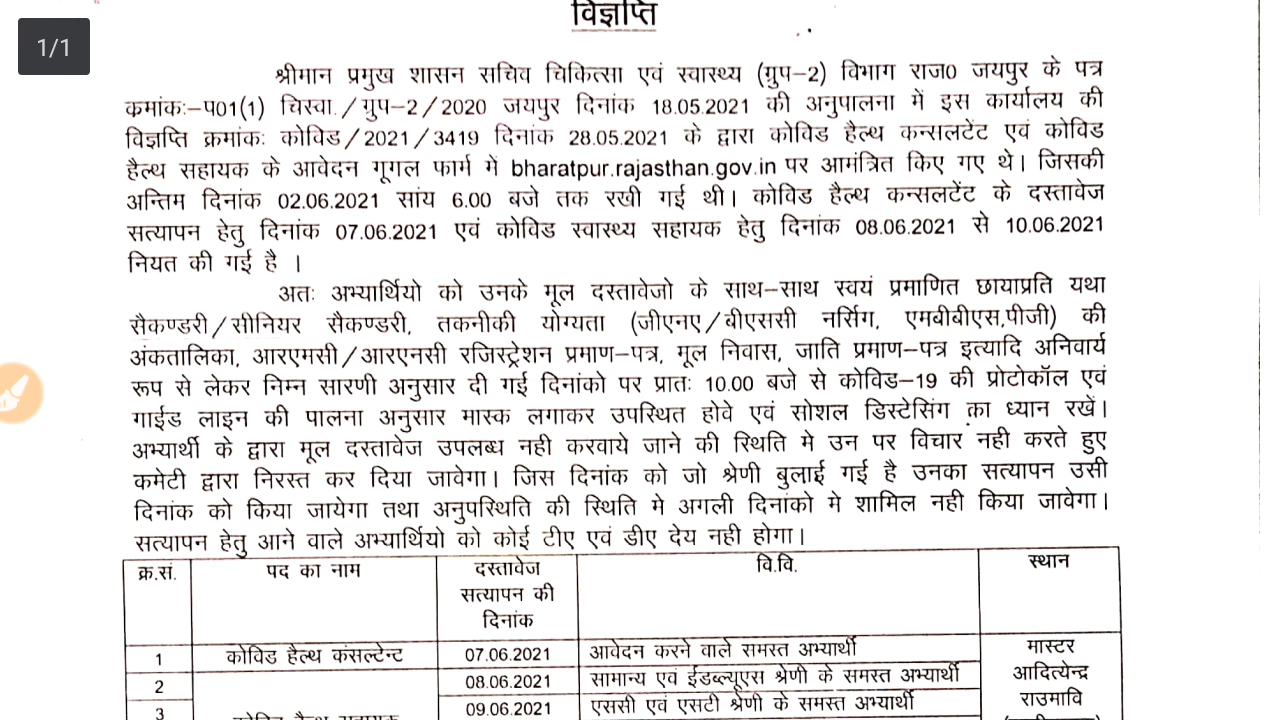 विज्ञप्ति
1/1
श्रीमान प्रमुख शासन सचिव चिकित्सा एवं स्वास्थ्य (ग्रुप–2) विभाग राज0 जयपुर के पत्र
कमांक:–प01(1) चिस्वा./ग्रुप–2/2020 जयपुर दिनांक 18.05.2021 की अनुपालना में इस कार्यालय की
विज्ञप्ति क्रमांकः कोविड/2021/3419 दिनांक 28.05.2021 के द्वारा कोविड हैल्थ कन्सलटेंट एवं कोविड
हैल्थ सहायक के आवेदन गूगल फार्म में bharatpur.rajasthan.gov.in पर आमंत्रित किए गए थे। जिसकी
अन्तिम दिनांक 02.06.2021 सांय 6.00 बजे तक रखी गई थी। कोविड हैल्थ कन्सलटेंट के दस्तावेज
सत्यापन हेतु दिनांक 07.06.2021 एवं कोविड स्वास्थ्य सहायक हेतु दिनांक 08.06.2021 से 10.06.2021
नियत की गई है ।
अतः अभ्यार्थियो को उनके मूल दस्तावेजो के साथ–साथ स्वयं प्रमाणित छायाप्रति यथा
सैकण्डरी/सीनियर सैकण्डरी, तकनीकी योग्यता (जीएनए/बीएससी नर्सिग, एमबीबीएस,पीजी) की
अंकतालिका, आरएमसी/आरएनसी रजिस्ट्रेशन प्रमाण–पत्र, मूल निवास, जाति प्रमाण–पत्र इत्यादि अनिवार्य
रूप से लेकर निम्न सारणी अनुसार दी गई दिनांको पर प्रातः 10.00 बजे से कोविड–19 की प्रोटोकॉल एवं
गाईड लाइन की पालना अनुसार मास्क लगाकर उपस्थित होवे एवं सोशल डिस्टेसिंग का ध्यान रखें।
अभ्यार्थी के द्वारा मूल दस्तावेज उपलब्ध नही करवाये जाने की स्थिति मे उन पर विचार नही करते हुए
कमेटी द्वारा निरस्त कर दिया जावेगा। जिस दिनांक को जो श्रेणी बुलाई गई है उनका सत्यापन उसी
दिनांक को किया जायेगा तथा अनुपस्थिति की स्थिति मे अगली दिनांको मे शामिल नही किया जावेगा।
सत्यापन हेतु आने वाले अभ्यार्थियो को कोई टीए एवं डीए देय नही होगा।
क्र.सं. पद का नाम दस्तावेज सत्यापन की दिनांक वि.वि. स्थान
1 कोविड हैल्थ कंसल्टेन्ट 07.06.2021 आवेदन करने वाले समस्त अभ्यार्थी मास्टर
2 08.06.2021 सामान्य एवं ईडब्ल्यूएस श्रेणी के समस्त अभ्यार्थी आदित्येन्द्र
3 09.06.2021 एससी एवं एसटी श्रेणी के समस्त अभ्यार्थी राउमावि